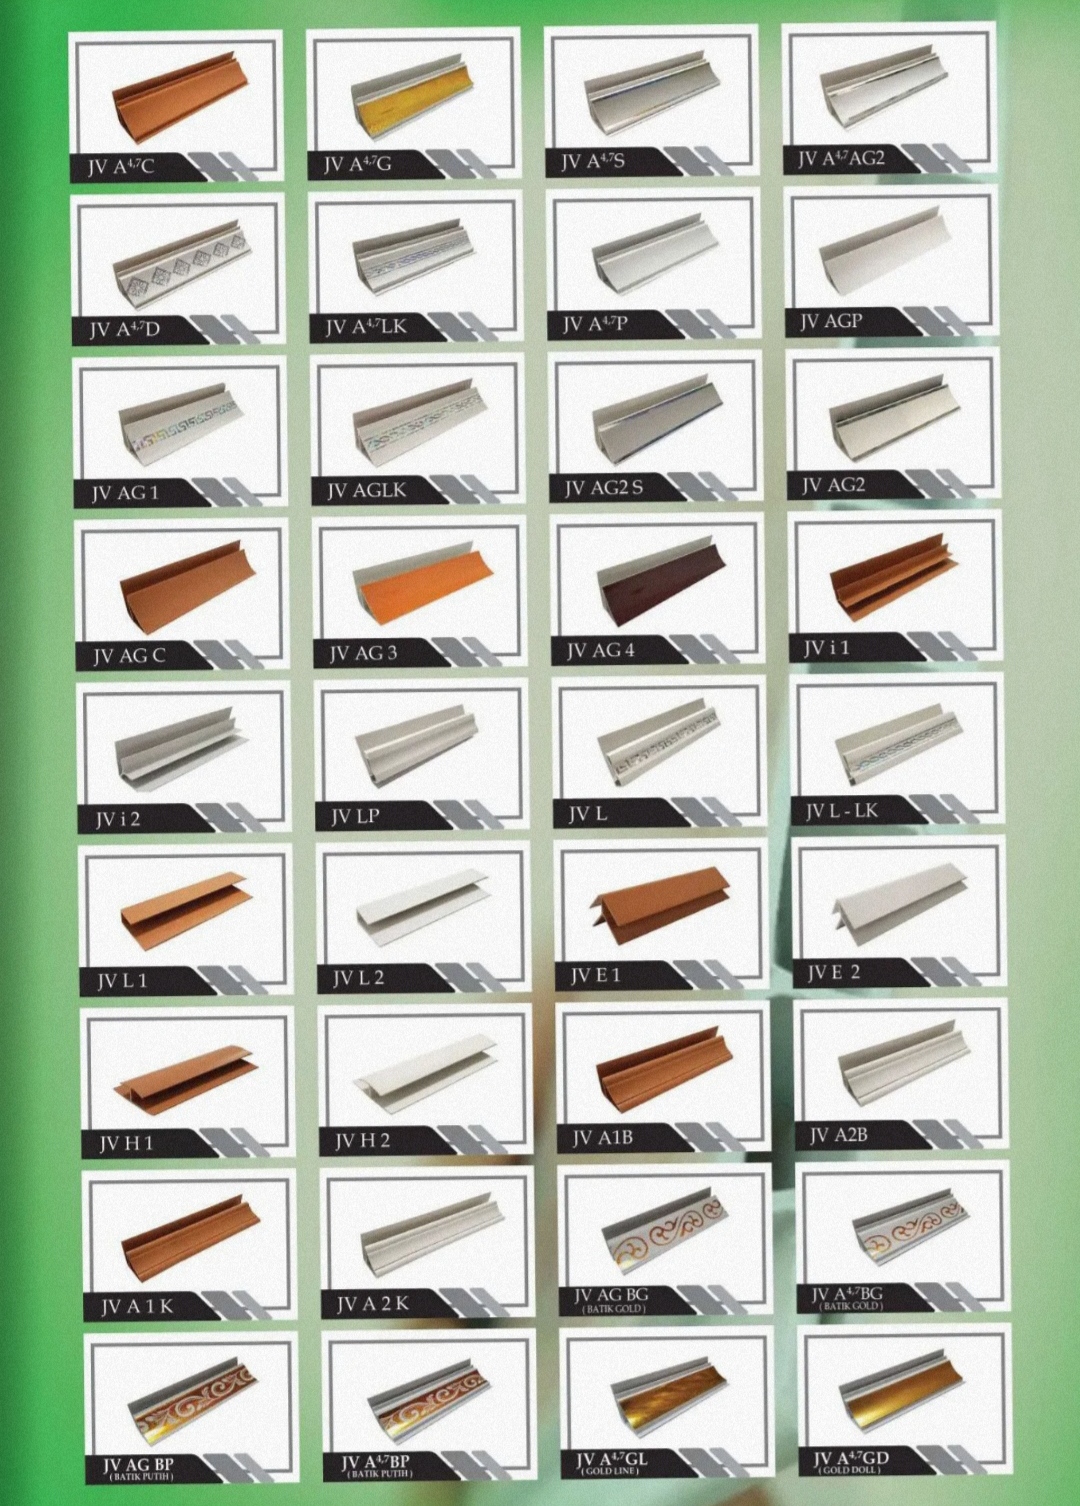 JV A4,7C
JV A4,7G
JV A4,7S
JV A4,7AG2
JV A4,7D
JV A4,7LK
JV A4,7P
JV AGP
JV AG 1
JV AGLK
JV AG2 S
JV AG2
JV AG C
JV AG 3
JV AG 4
JV i 1
JV i 2
JV LP
JV L
JV L - LK
JV L 1
JV L 2
JV E 1
JV E 2
JV H 1
JV H 2
JV A1B
JV A2B
JV A 1 K
JV A 2 K
JV AG BG
( BATIK GOLD )
JV A4,7BG
( BATIK GOLD )
JV AG BP
( BATIK PUTIH )
JV A4,7BP
( BATIK PUTIH )
JV A4,7GL
( GOLD LINE )
JV A4,7GD
( GOLD DOLL )